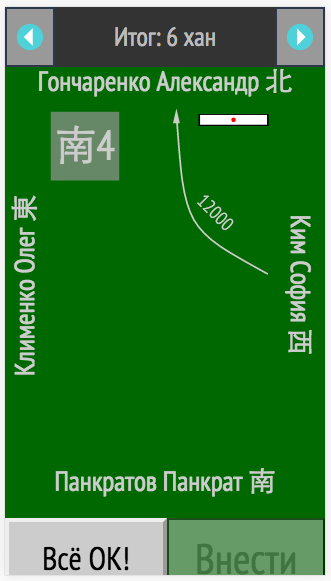 Итог: 6 хан
Гончаренко Александр 北
南4
12000
Клименко Олег 東
Ким София 西
Панкратов Панкрат 南
Всё ОК!
Внести